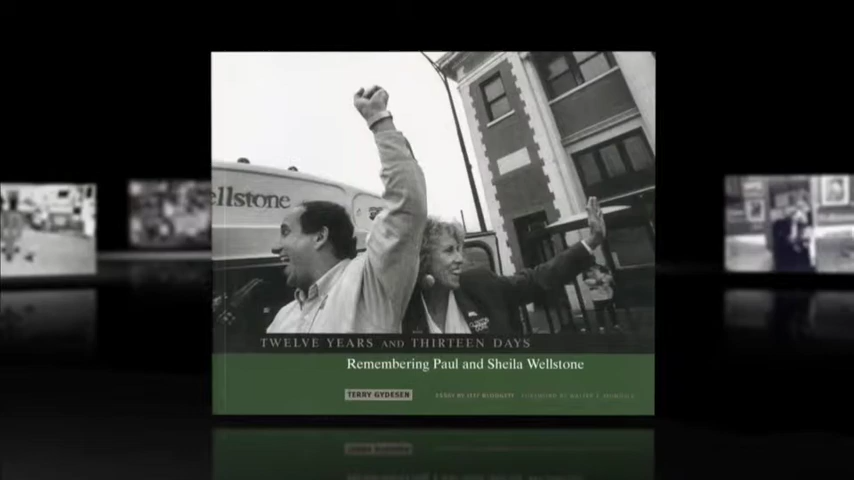 ellstone
TWELVE YEARS AND THIRTEEN DAYS
Remembering Paul and Sheila Wellstone
TERRY GYDESEN